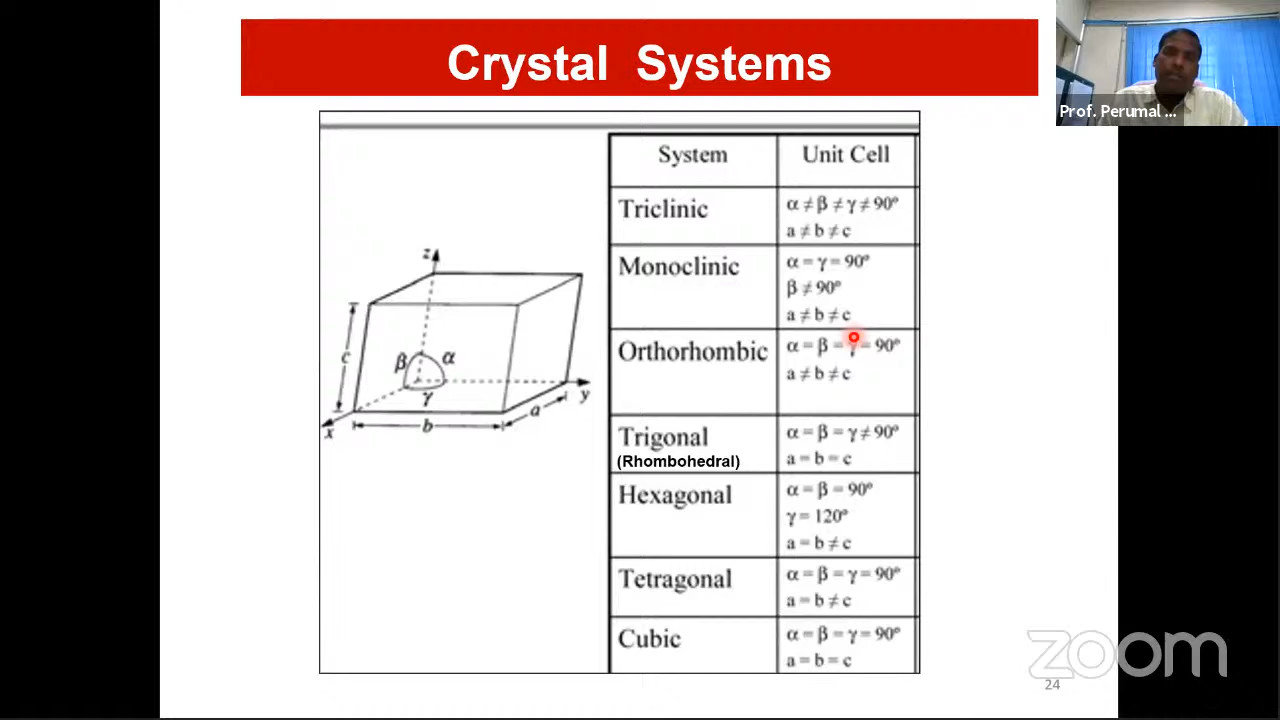 Crystal Systems
Prof. Perumal ...
System
Unit Cell
Triclinic
α ≠ β ≠ γ ≠ 90°
a ≠ b ≠ c
Monoclinic
α = γ = 90°
β ≠ 90°
a ≠ b ≠ c
Orthorhombic
α = β = γ = 90°
a ≠ b ≠ c
Trigonal
(Rhombohedral)
α = β = γ ≠ 90°
a = b = c
Hexagonal
α = β = 90°
γ = 120°
a = b ≠ c
Tetragonal
α = β = γ = 90°
a = b ≠ c
Cubic
α = β = γ = 90°
a = b = c
z
c
β
α
γ
x
b
a
y
zoom
24